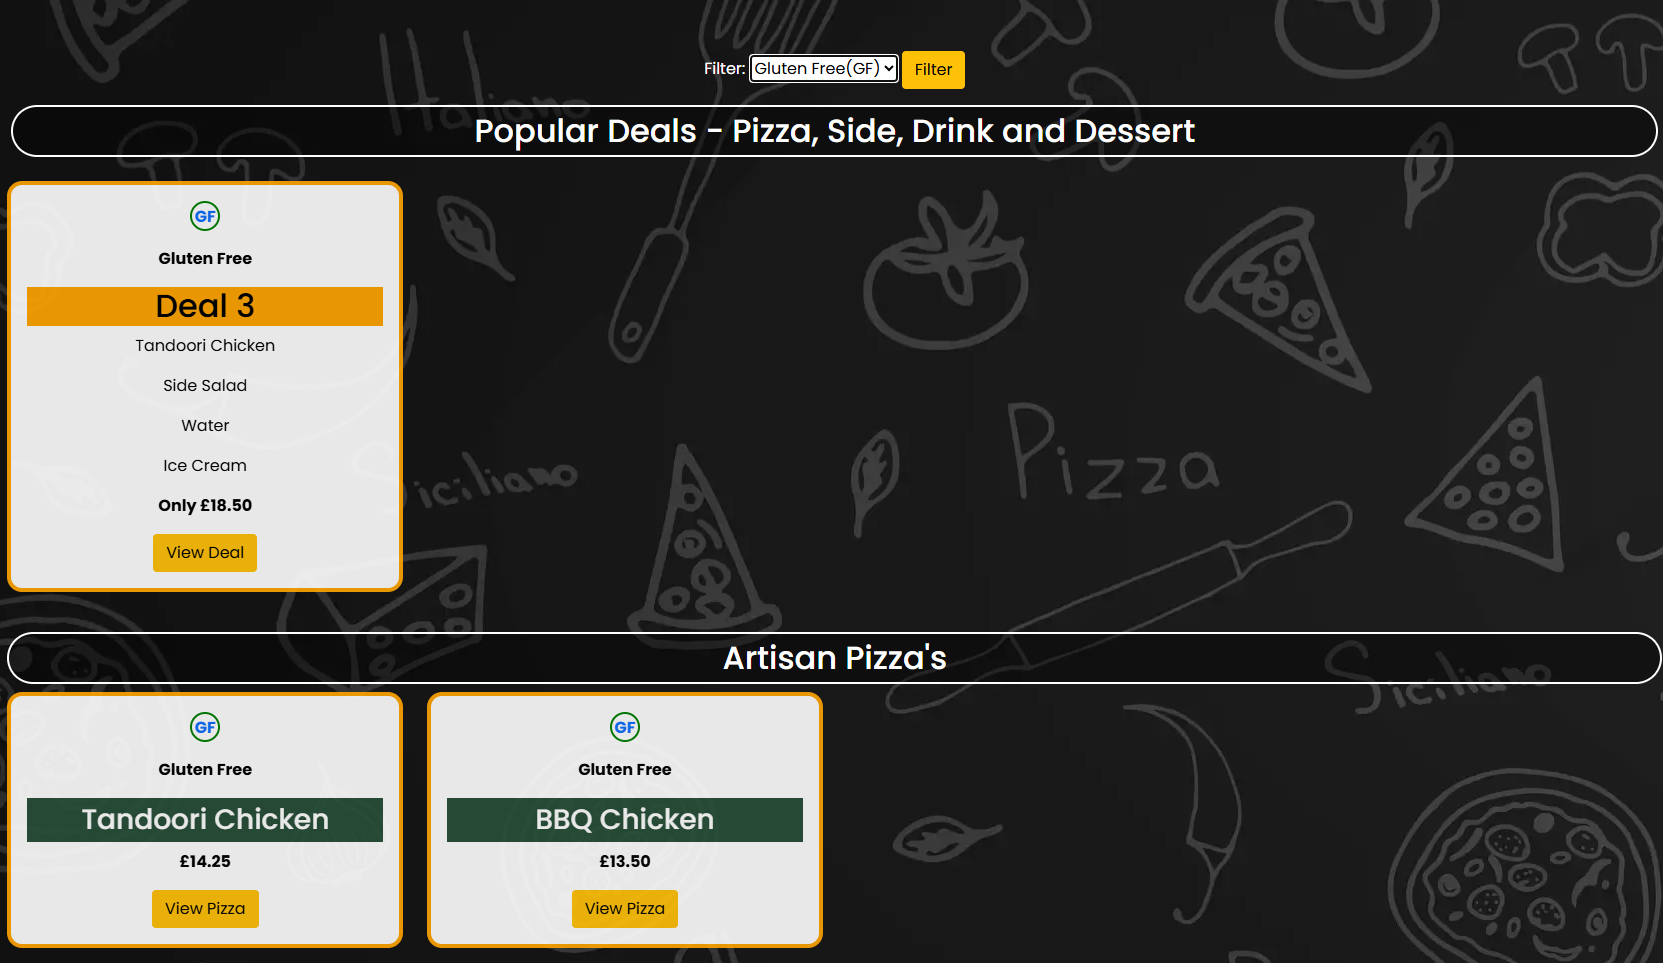 Filter: Gluten Free(GF) Filter
Italiano
Popular Deals - Pizza, Side, Drink and Dessert
GF
Gluten Free
Deal 3
Tandoori Chicken
Side Salad
Water
Ice Cream
Only £18.50
View Deal
Siciliano
Pizza
Artisan Pizza's
Siciliano
GF
Gluten Free
Tandoori Chicken
£14.25
View Pizza
GF
Gluten Free
BBQ Chicken
£13.50
View Pizza